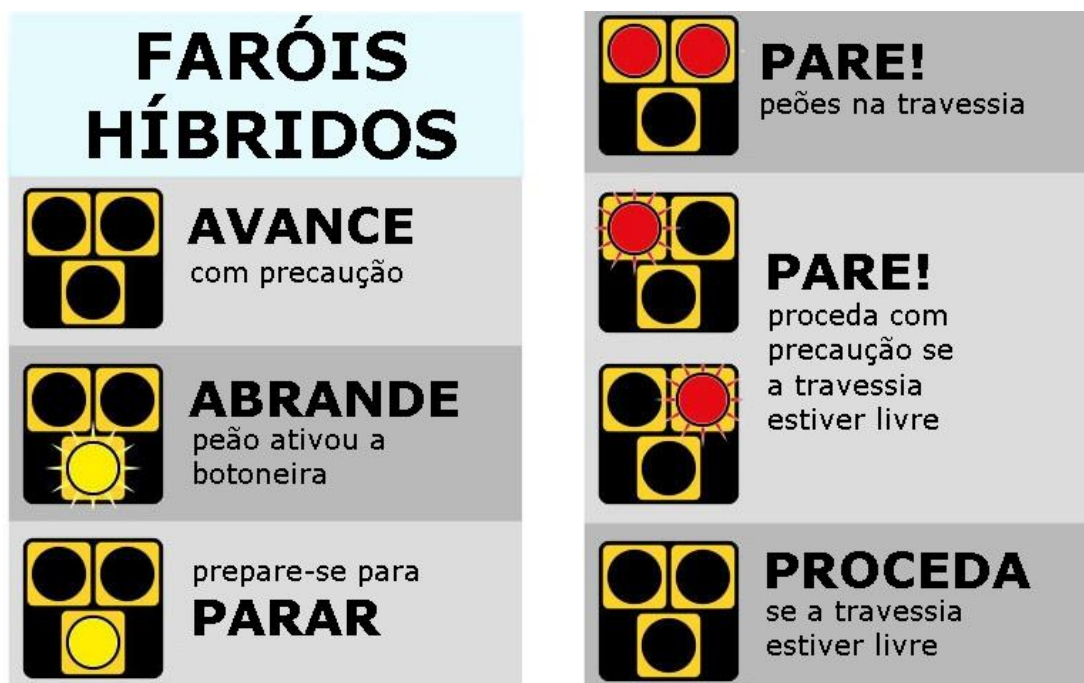 FARÓIS
HÍBRIDOS
AVANCE
com precaução
ABRANDE
peão ativou a
botoneira
prepare-se para
PARAR
PARE!
peões na travessia
PARE!
proceda com
precaução se
a travessia
estiver livre
PROCEDA
se a travessia
estiver livre